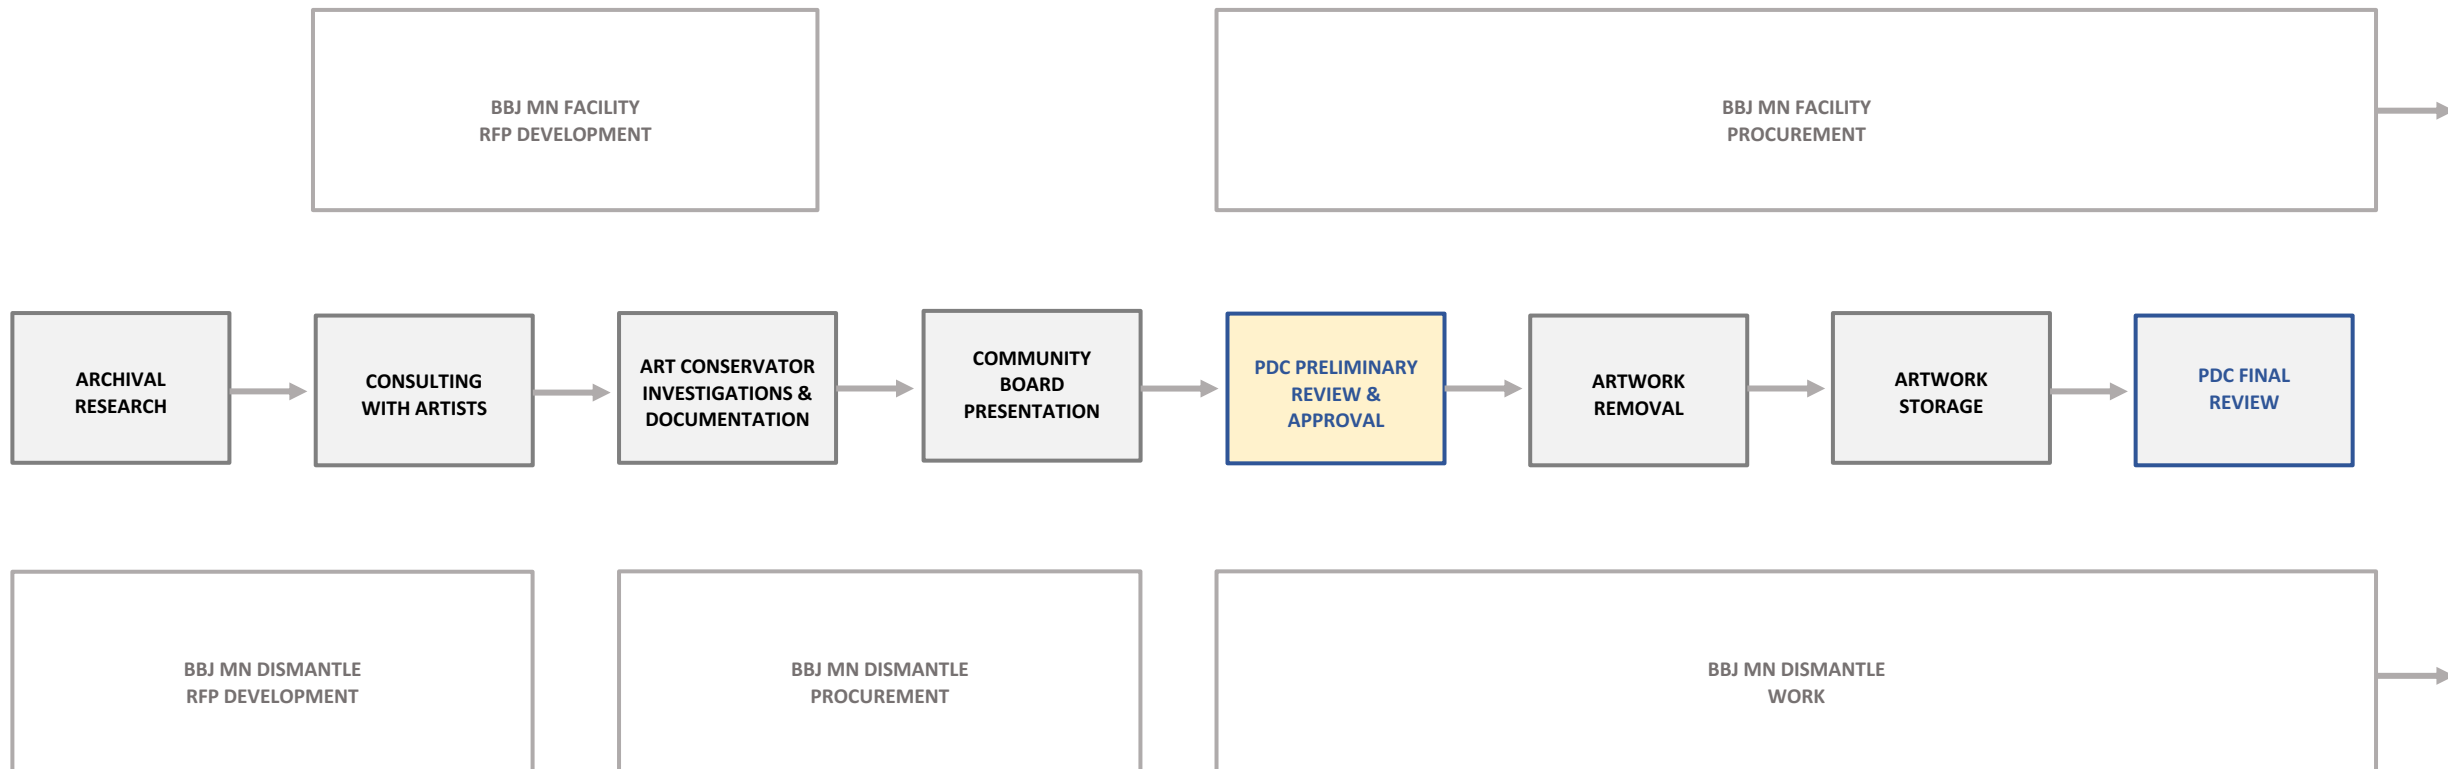 BBJ MN FACILITY
RFP DEVELOPMENT
BBJ MN FACILITY
PROCUREMENT
ARCHIVAL
RESEARCH
CONSULTING
WITH ARTISTS
ART CONSERVATOR
INVESTIGATIONS &
DOCUMENTATION
COMMUNITY
BOARD
PRESENTATION
PDC PRELIMINARY
REVIEW &
APPROVAL
ARTWORK
REMOVAL
ARTWORK
STORAGE
PDC FINAL
REVIEW
BBJ MN DISMANTLE
RFP DEVELOPMENT
BBJ MN DISMANTLE
PROCUREMENT
BBJ MN DISMANTLE
WORK